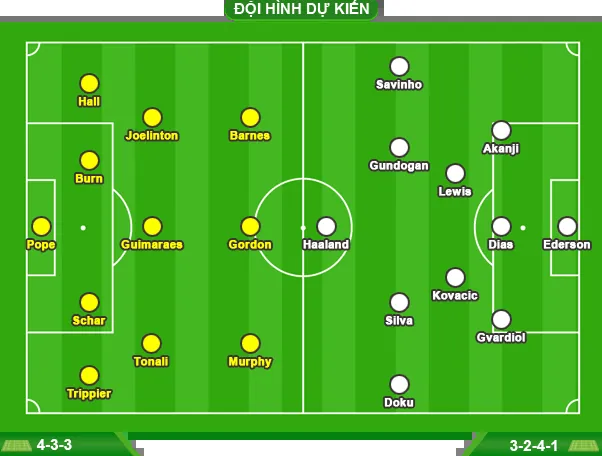 ĐỘI HÌNH DỰ KIẾN
Savinho
Hall
Joelinton
Barnes
Akanji
Gundogan
Burn
Lewis
Pope
Guimaraes
Gordon
Haaland
Dias
Ederson
Kovacic
Schar
Silva
Gvardiol
Tonali
Murphy
Trippier
Doku
4-3-3
3-2-4-1